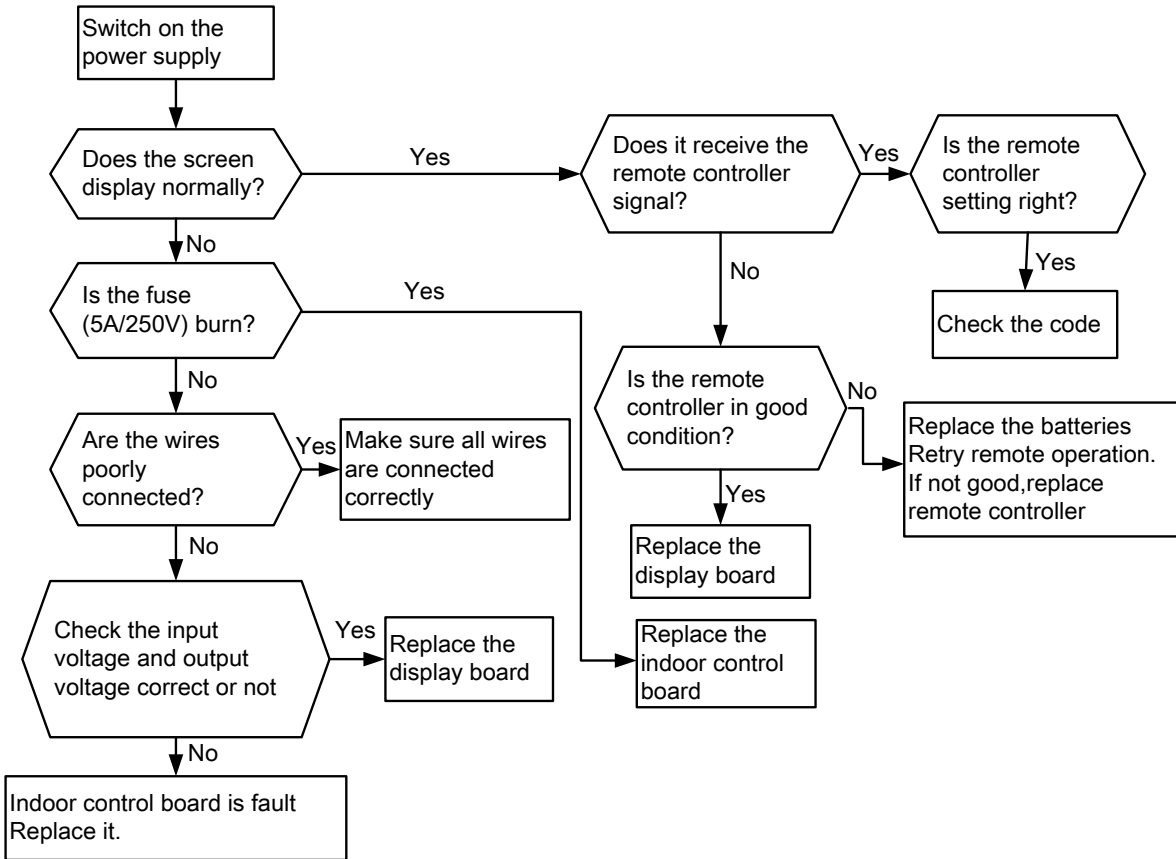 Switch on the
power supply
Does the screen
display normally?
Yes
Does it receive the
remote controller
signal?
Yes
Is the remote
controller
setting right?
No
Yes
Is the fuse
(5A/250V) burn?
Yes
No
Check the code
No
Is the remote
controller in good
condition?
No
Are the wires
poorly
connected?
Yes
Make sure all wires
are connected
correctly
Replace the batteries
Retry remote operation.
If not good,replace
remote controller
Yes
No
Replace the
display board
Check the input
voltage and output
voltage correct or not
Yes
Replace the
display board
Replace the
indoor control
board
No
Indoor control board is fault
Replace it.